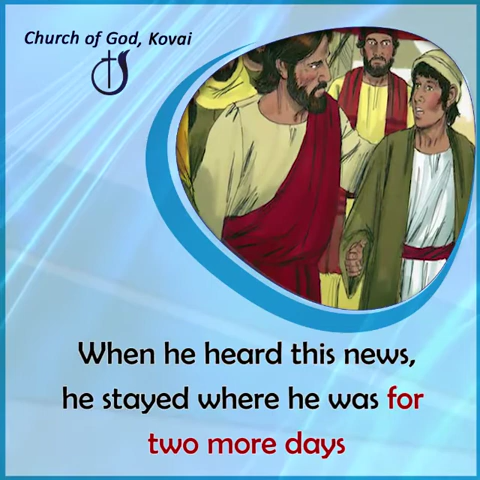 Church of God, Kovai
When he heard this news,
he stayed where he was for
two more days